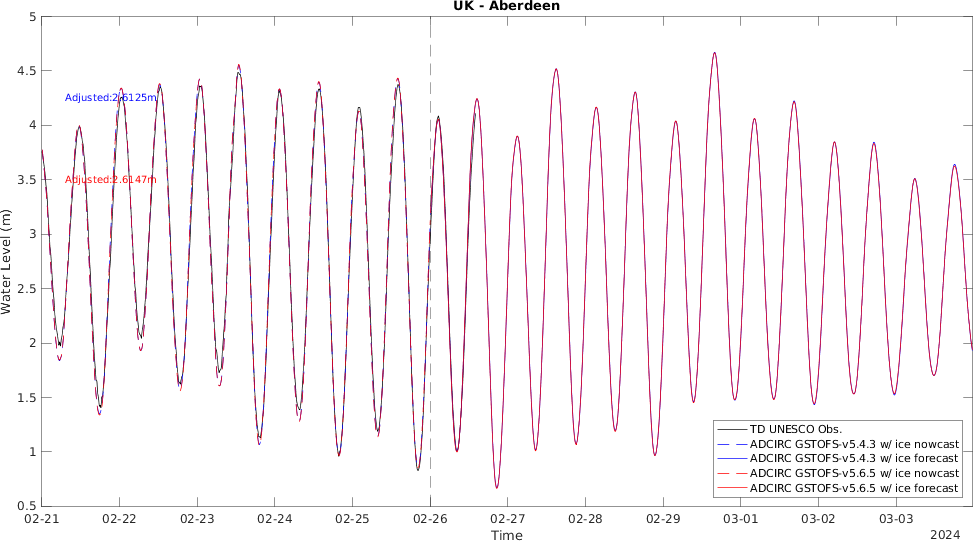 UK - Aberdeen
5
4.5
4
3.5
3
2.5
2
1.5
1
0.5
Water Level (m)
Adjusted:2.6125m
Adjusted:2.6147m
TD UNESCO Obs.
ADCIRC GSTOFS-v5.4.3 w/ ice nowcast
ADCIRC GSTOFS-v5.4.3 w/ ice forecast
ADCIRC GSTOFS-v5.6.5 w/ ice nowcast
ADCIRC GSTOFS-v5.6.5 w/ ice forecast
02-21 02-22 02-23 02-24 02-25 02-26 02-27 02-28 02-29 03-01 03-02 03-03
Time
2024